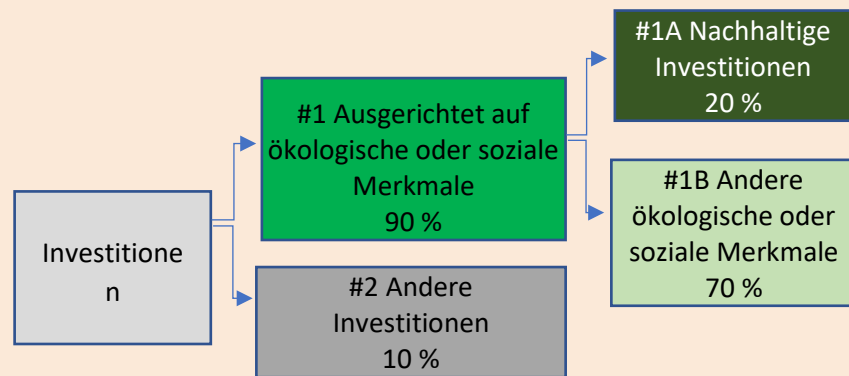 Investitione
n
#1 Ausgerichtet auf
ökologische oder soziale
Merkmale
90 %
#2 Andere
Investitionen
10 %
#1A Nachhaltige
Investitionen
20 %
#1B Andere
ökologische oder
soziale Merkmale
70 %